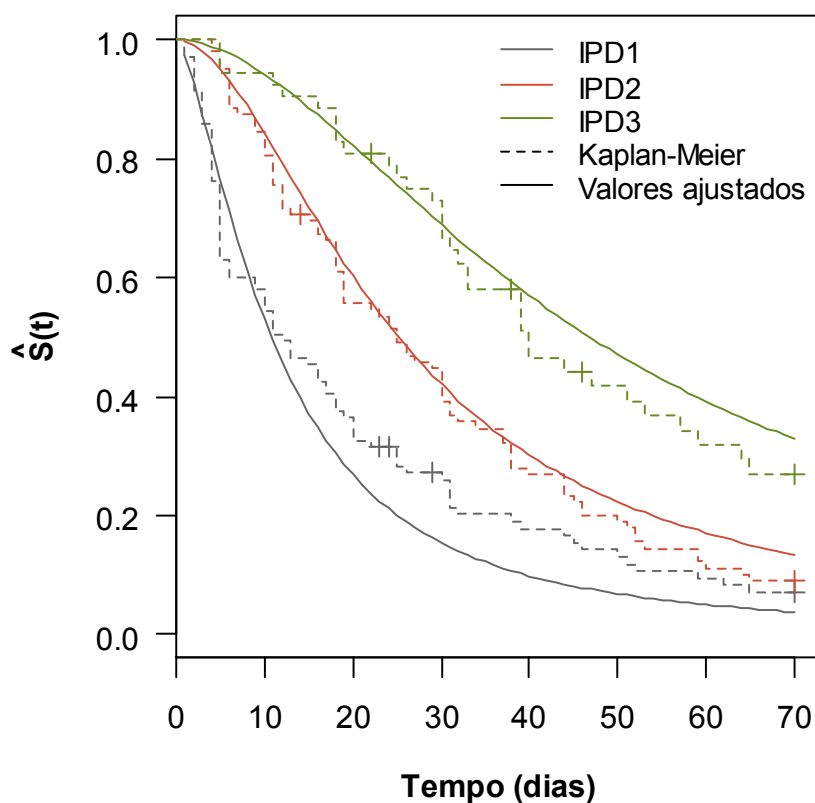 IPD1
IPD2
IPD3
Kaplan-Meier
Valores ajustados
1.0
0.8
0.6
0.4
0.2
0.0
Ŝ(t)
0 10 20 30 40 50 60 70
Tempo (dias)